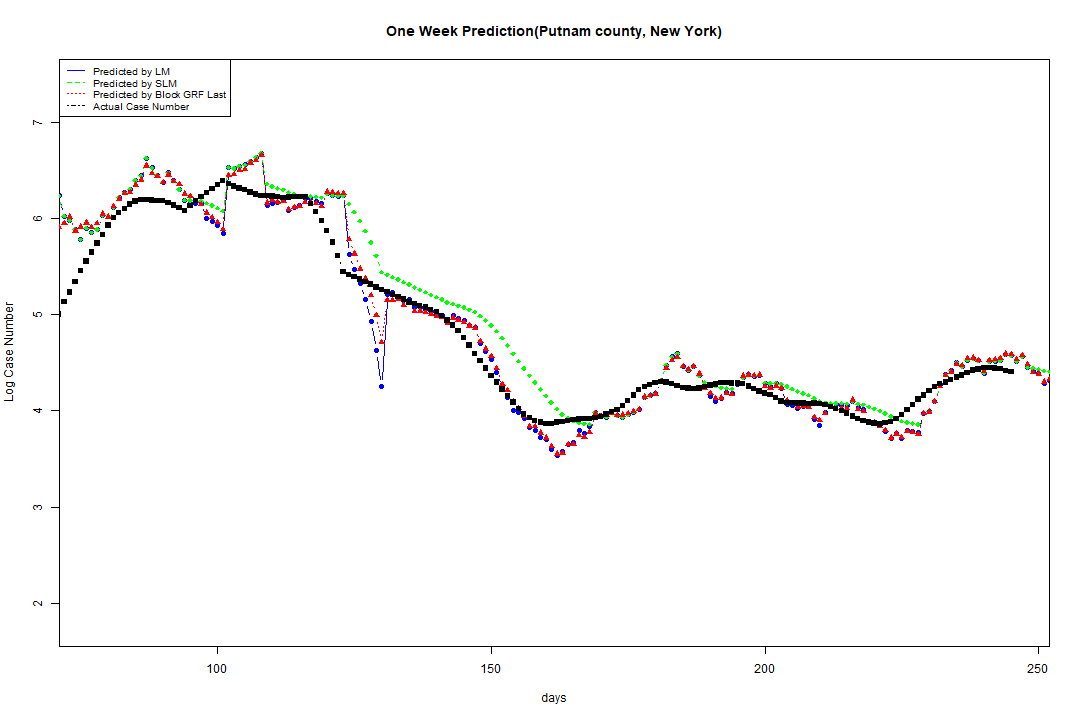 One Week Prediction(Putnam county, New York)
Predicted by LM
Predicted by SLM
Predicted by Block GRF Last
Actual Case Number
7
6
5
4
3
2
Log Case Number
100 150 200 250
days